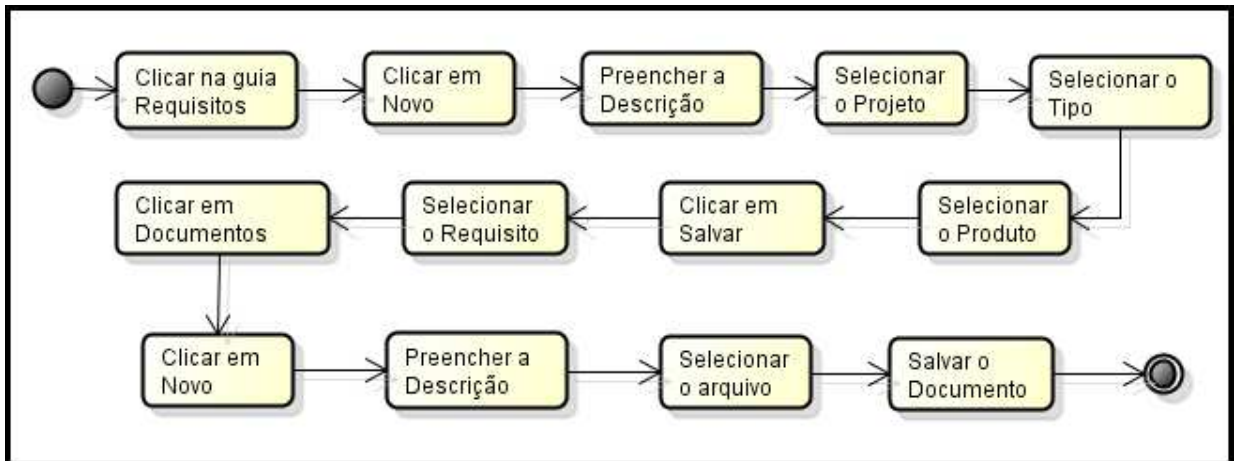 Clicar na guia
Requisitos
Clicar em
Novo
Preencher a
Descrição
Selecionar
o Projeto
Selecionar o
Tipo
Selecionar
o Produto
Clicar em
Salvar
Selecionar
o Requisito
Clicar em
Documentos
Clicar em
Novo
Preencher a
Descrição
Selecionar
o arquivo
Salvar o
Documento